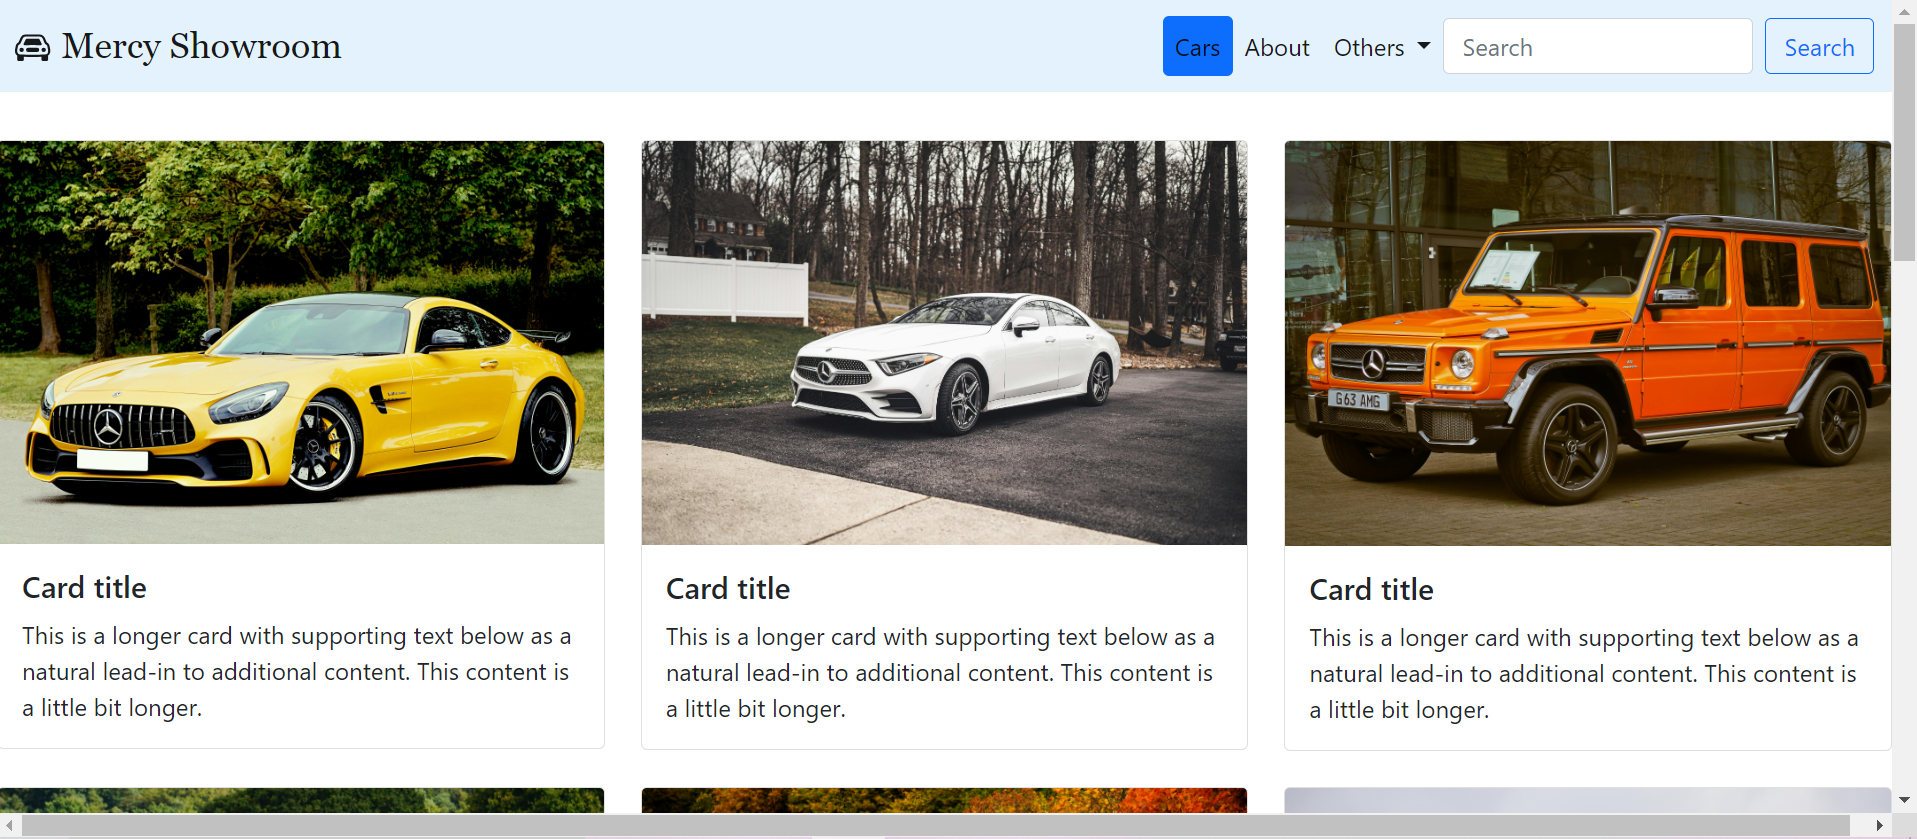 Mercy Showroom
Cars
About
Others
Search
Search
G63 AMG
Card title
This is a longer card with supporting text below as a
natural lead-in to additional content. This content is
a little bit longer.
Card title
This is a longer card with supporting text below as a
natural lead-in to additional content. This content is
a little bit longer.
Card title
This is a longer card with supporting text below as a
natural lead-in to additional content. This content is
a little bit longer.